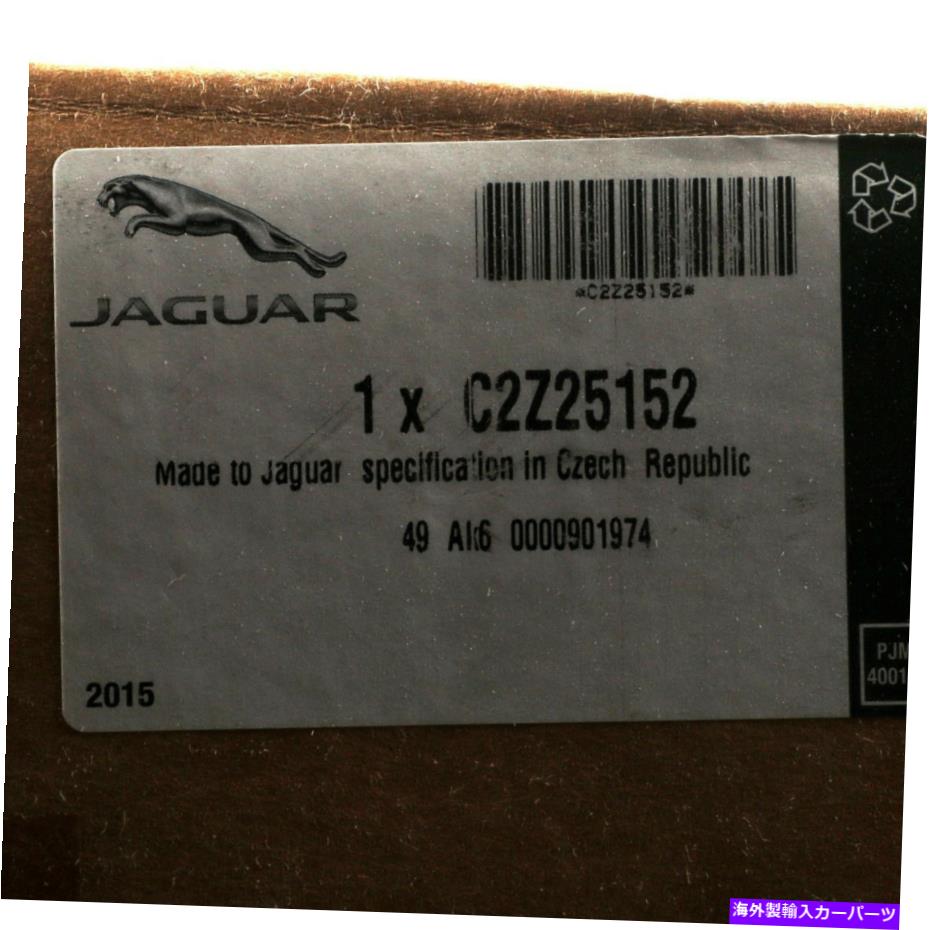 JAGUAR
*C2Z25152*
1 x C2Z25152
Made to Jaguar specification in Czech Republic
49 0000901974
2015
PJM
4001
海外製輸入カーパーツ